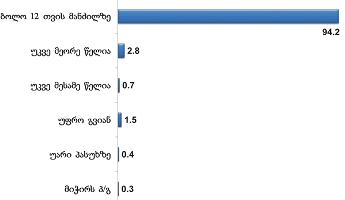 ბოლო 12 თვის მანძილზე
94.2
უკვე მეორე წელია 2.8
უკვე მესამე წელია 0.7
უფრო გვიან 1.5
უარი პასუხზე 0.4
მიჭირს პ/გ 0.3